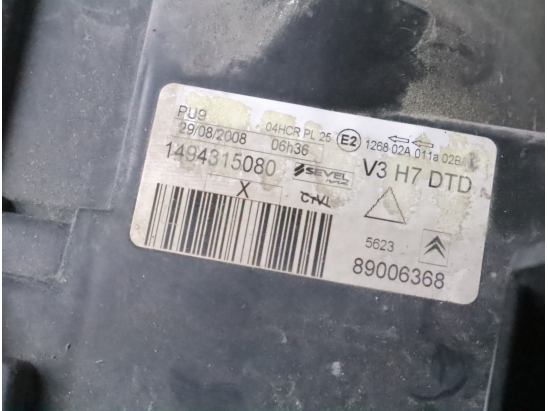 PU9 04HCR PL 25 E2 1268 02A 011a 02B
29/08/2008 06h36
1494315080 SEVEL V3 H7 DTD
X
5623
89006368